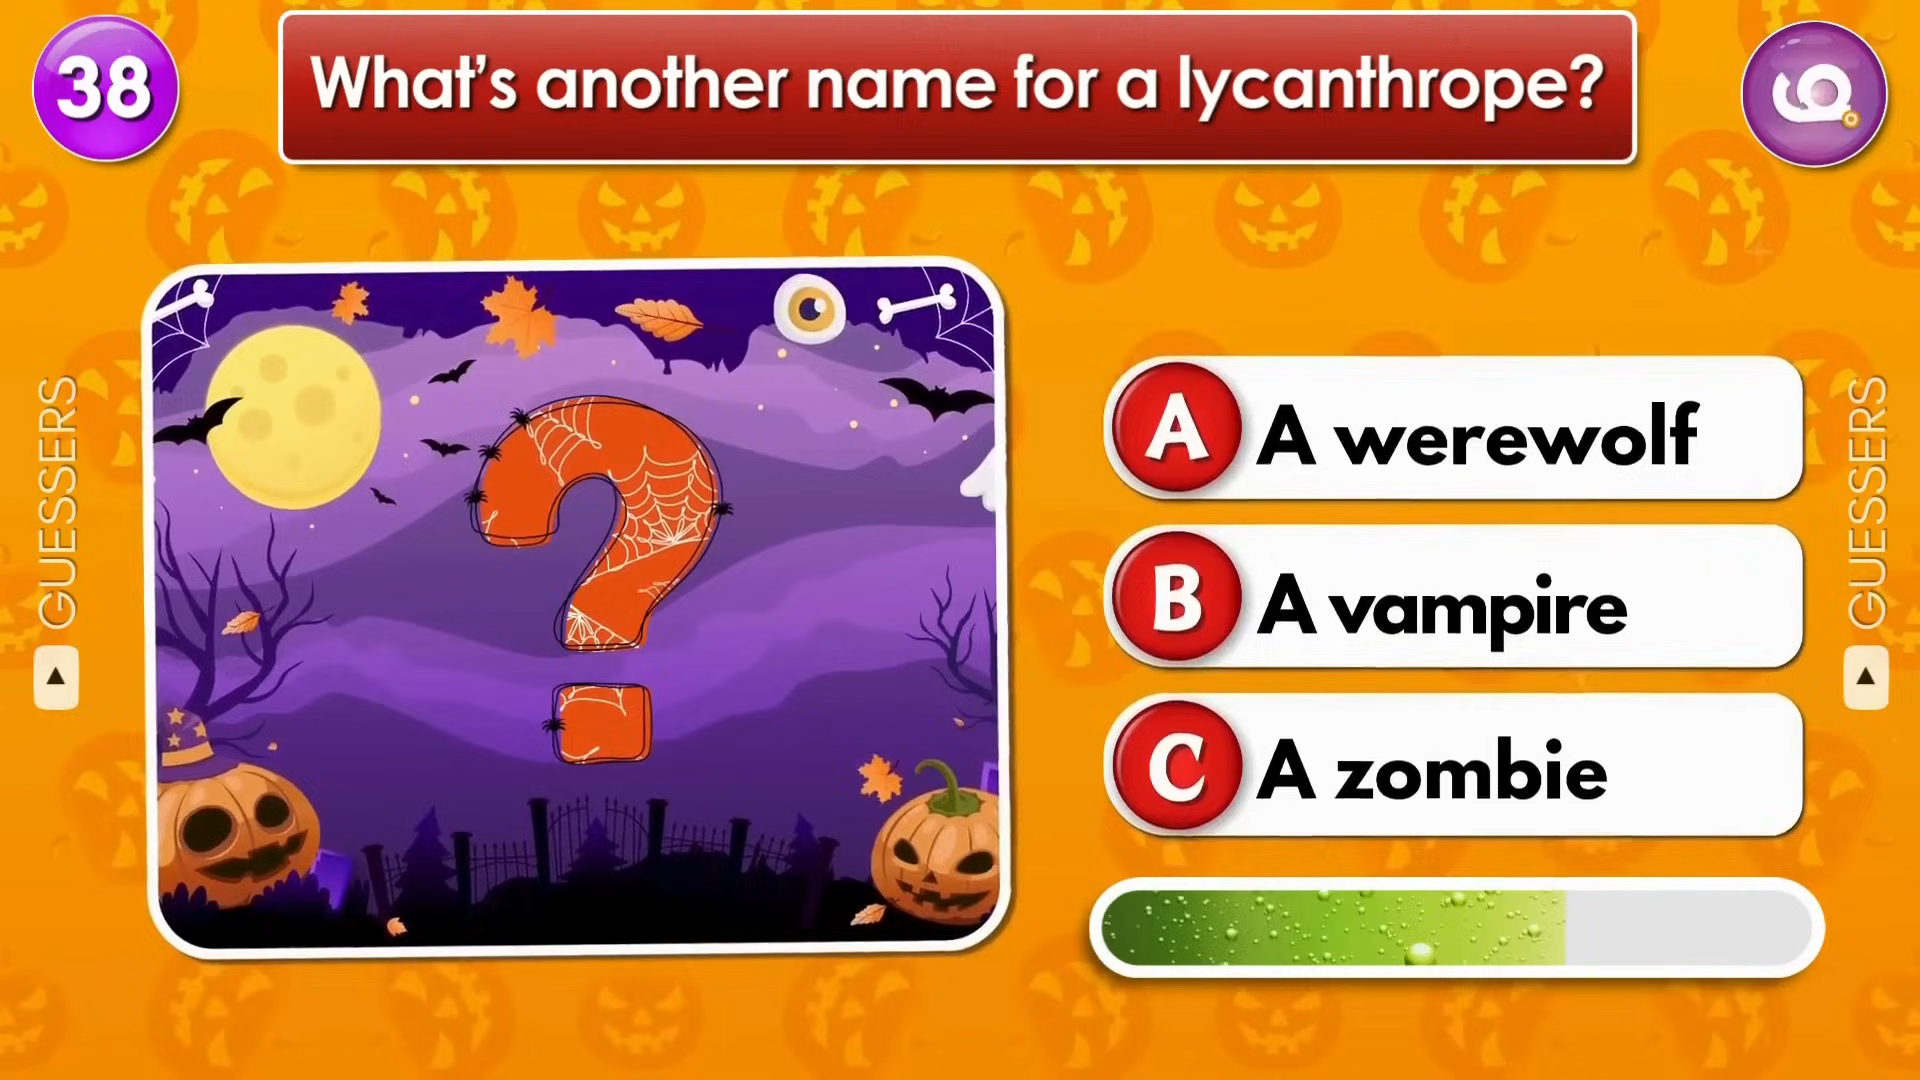 38
What's another name for a lycanthrope?
GUESSERS
A A werewolf
B A vampire
C A zombie
GUESSERS